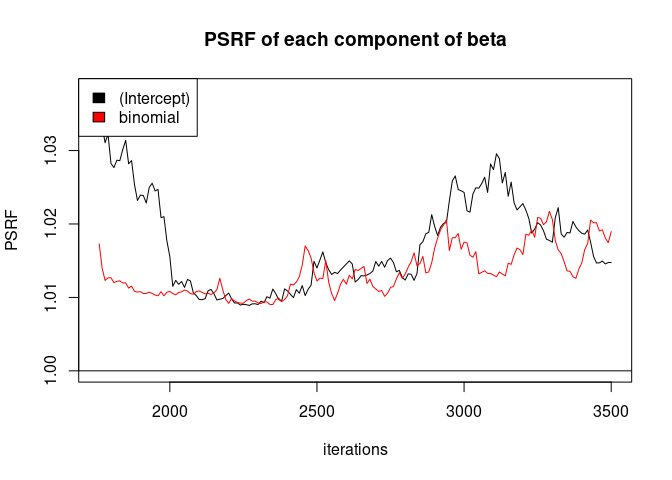 PSRF of each component of beta
(Intercept)
binomial
PSRF
1.03
1.02
1.01
1.00
2000 2500 3000 3500
iterations